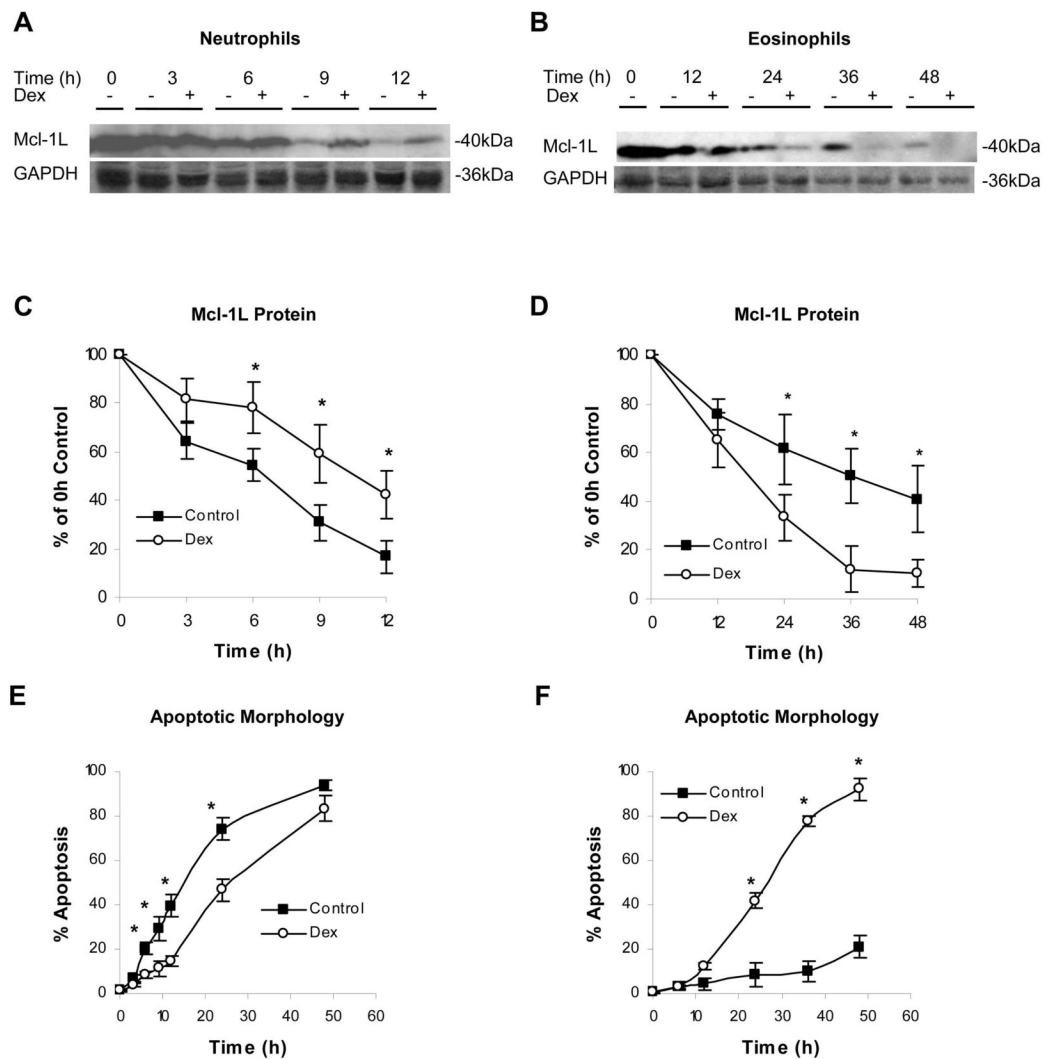 A
Neutrophils
Time (h) 0 3 6 9 12
Dex - - + - + - + - +
Mcl-1L -40kDa
GAPDH -36kDa
B
Eosinophils
Time (h) 0 12 24 36 48
Dex - - + - + - + - +
Mcl-1L -40kDa
GAPDH -36kDa
C
Mcl-1L Protein
% of 0h Control
100
80
60
40
20
0
* * *
Control
Dex
0 3 6 9 12
Time (h)
D
Mcl-1L Protein
% of 0h Control
100
80
60
40
20
0
* * *
Control
Dex
0 12 24 36 48
Time (h)
E
Apoptotic Morphology
% Apoptosis
100
80
60
40
20
0
* * * *
Control
Dex
0 10 20 30 40 50 60
Time (h)
F
Apoptotic Morphology
% Apoptosis
100
80
60
40
20
0
* * *
Control
Dex
0 10 20 30 40 50 60
Time (h)